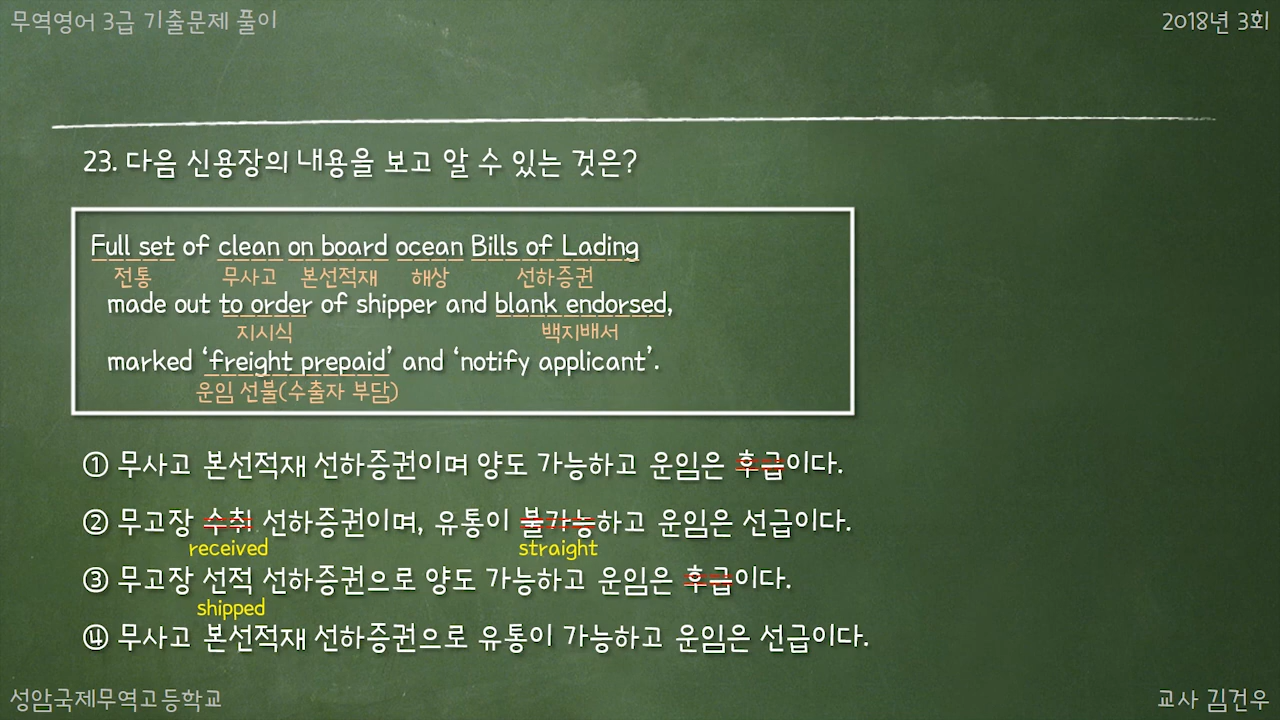 무역영어 3급 기출문제 풀이
2018년 3회
23. 다음 신용장의 내용을 보고 알 수 있는 것은?
Full set of clean on board ocean Bills of Lading
전통 무사고 본선적재 해상 선하증권
made out to order of shipper and blank endorsed,
지시식 백지배서
marked ‘freight prepaid’ and ‘notify applicant’.
운임 선불(수출자 부담)
① 무사고 본선적재 선하증권이며 양도 가능하고 운임은 후급이다.
② 무고장 수취 선하증권이며, 유통이 불가능하고 운임은 선급이다.
received straight
③ 무고장 선적 선하증권으로 양도 가능하고 운임은 후급이다.
shipped
④ 무사고 본선적재 선하증권으로 유통이 가능하고 운임은 선급이다.
성암국제무역고등학교
교사 김건우